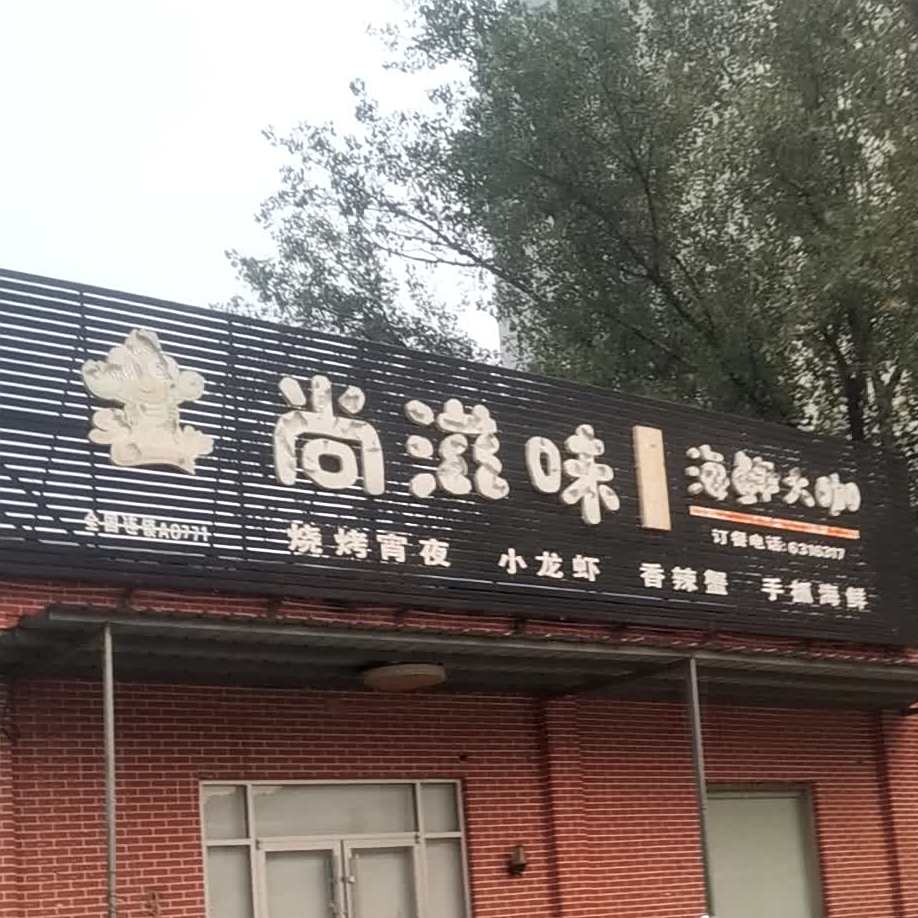 尚滋味
海鲜大咖
订餐电话:6316317
全国连锁A0771
烧烤宵夜 小龙虾 香辣蟹 手抓海鲜